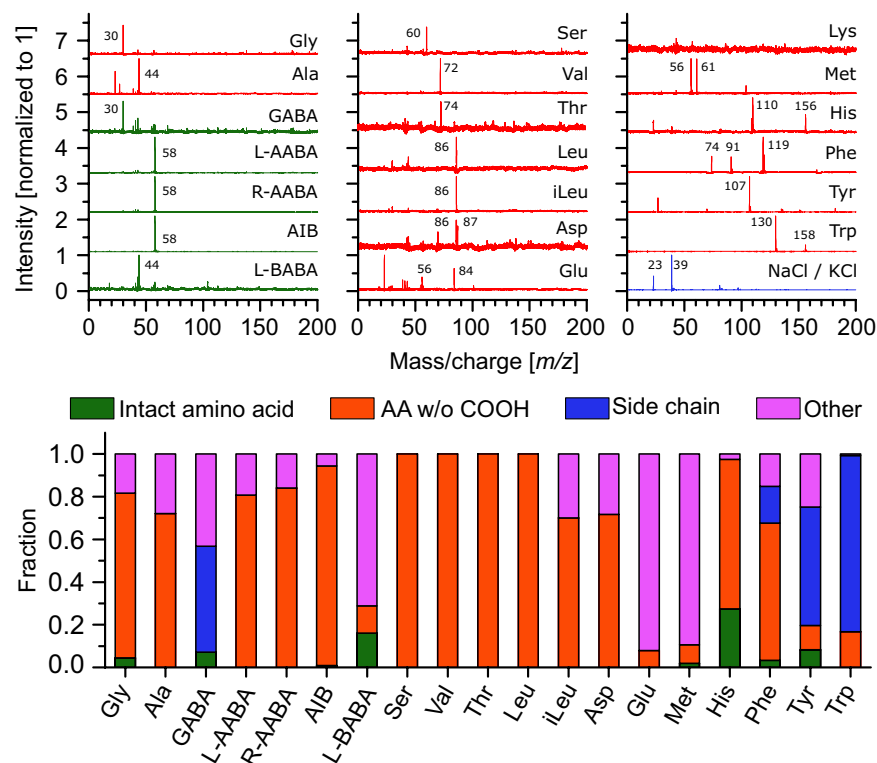 Intensity [normalized to 1]
7
6
5
4
3
2
1
0
Gly
30
Ala
44
GABA
30
L-AABA
58
R-AABA
58
AIB
58
L-BABA
44
0 50 100 150 200
Ser
60
Val
72
Thr
74
Leu
86
iLeu
86
Asp
86 87
Glu
56 84
0 50 100 150 200
Lys
Met
56 61
His
110 156
Phe
74 91 119
Tyr
107
Trp
130 158
NaCl / KCl
23 39
0 50 100 150 200
Mass/charge [m/z]
Intact amino acid AA w/o COOH Side chain Other
Fraction
1.0
0.8
0.6
0.4
0.2
0.0
Gly Ala GABA L-AABA R-AABA AIB L-BABA Ser Val Thr Leu iLeu Asp Glu Met His Phe Tyr Trp